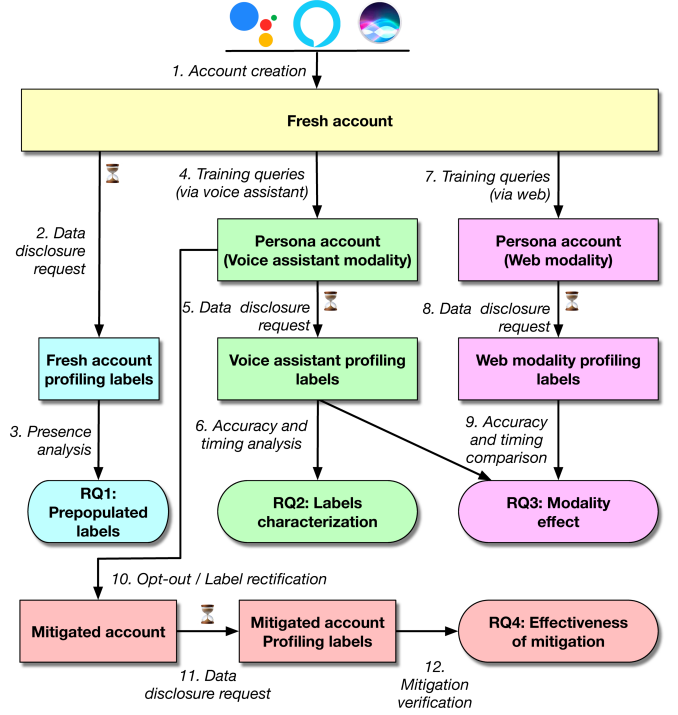 1. Account creation
Fresh account
2. Data
disclosure
request
4. Training queries
(via voice assistant)
7. Training queries
(via web)
Persona account
(Voice assistant modality)
Persona account
(Web modality)
5. Data disclosure
request
8. Data disclosure
request
Fresh account
profiling labels
Voice assistant profiling
labels
Web modality profiling
labels
3. Presence
analysis
6. Accuracy and
timing analysis
9. Accuracy
and timing
comparison
RQ1:
Prepopulated
labels
RQ2: Labels
characterization
RQ3: Modality
effect
10. Opt-out / Label rectification
Mitigated account
Mitigated account
Profiling labels
RQ4: Effectiveness
of mitigation
11. Data
disclosure request
12.
Mitigation
verification